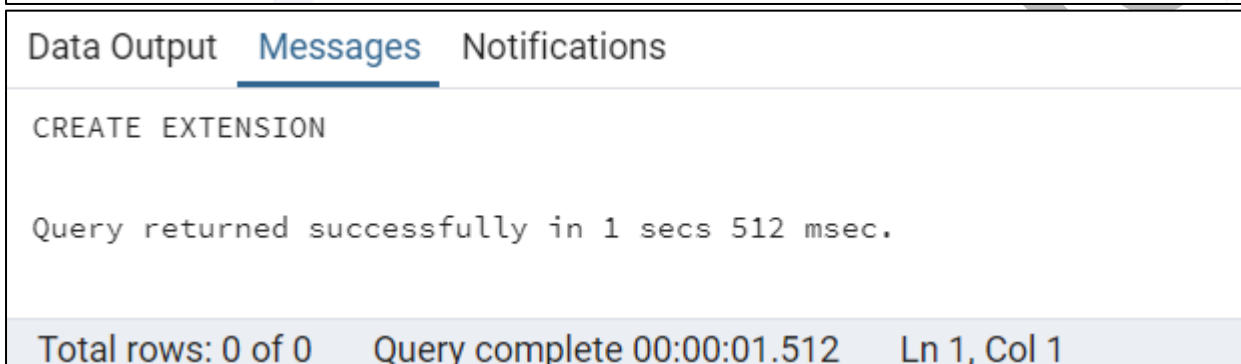 Data Output Messages Notifications
CREATE EXTENSION
Query returned successfully in 1 secs 512 msec.
Total rows: 0 of 0 Query complete 00:00:01.512 Ln 1, Col 1